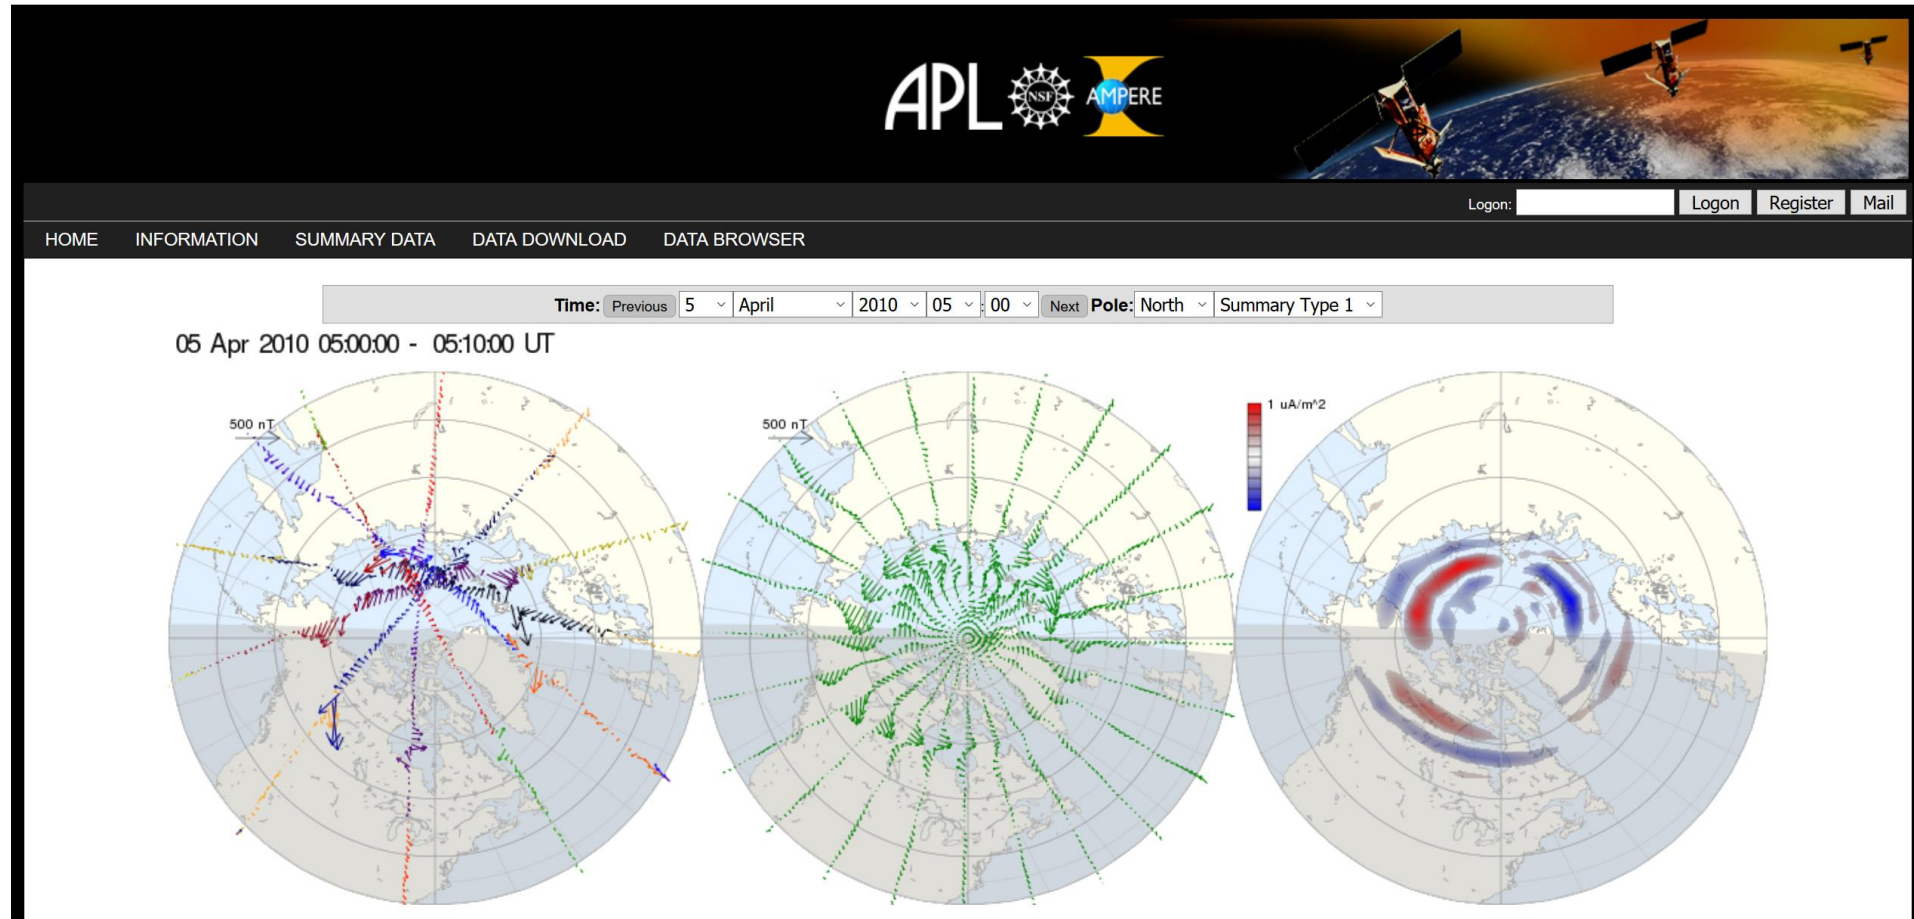 APL NSF AMPERE
Logon: Logon Register Mail
HOME INFORMATION SUMMARY DATA DATA DOWNLOAD DATA BROWSER
Time: Previous 5 April 2010 05 : 00 Next Pole: North Summary Type 1
05 Apr 2010 05:00:00 - 05:10:00 UT
500 nT
500 nT
1 uA/m^2